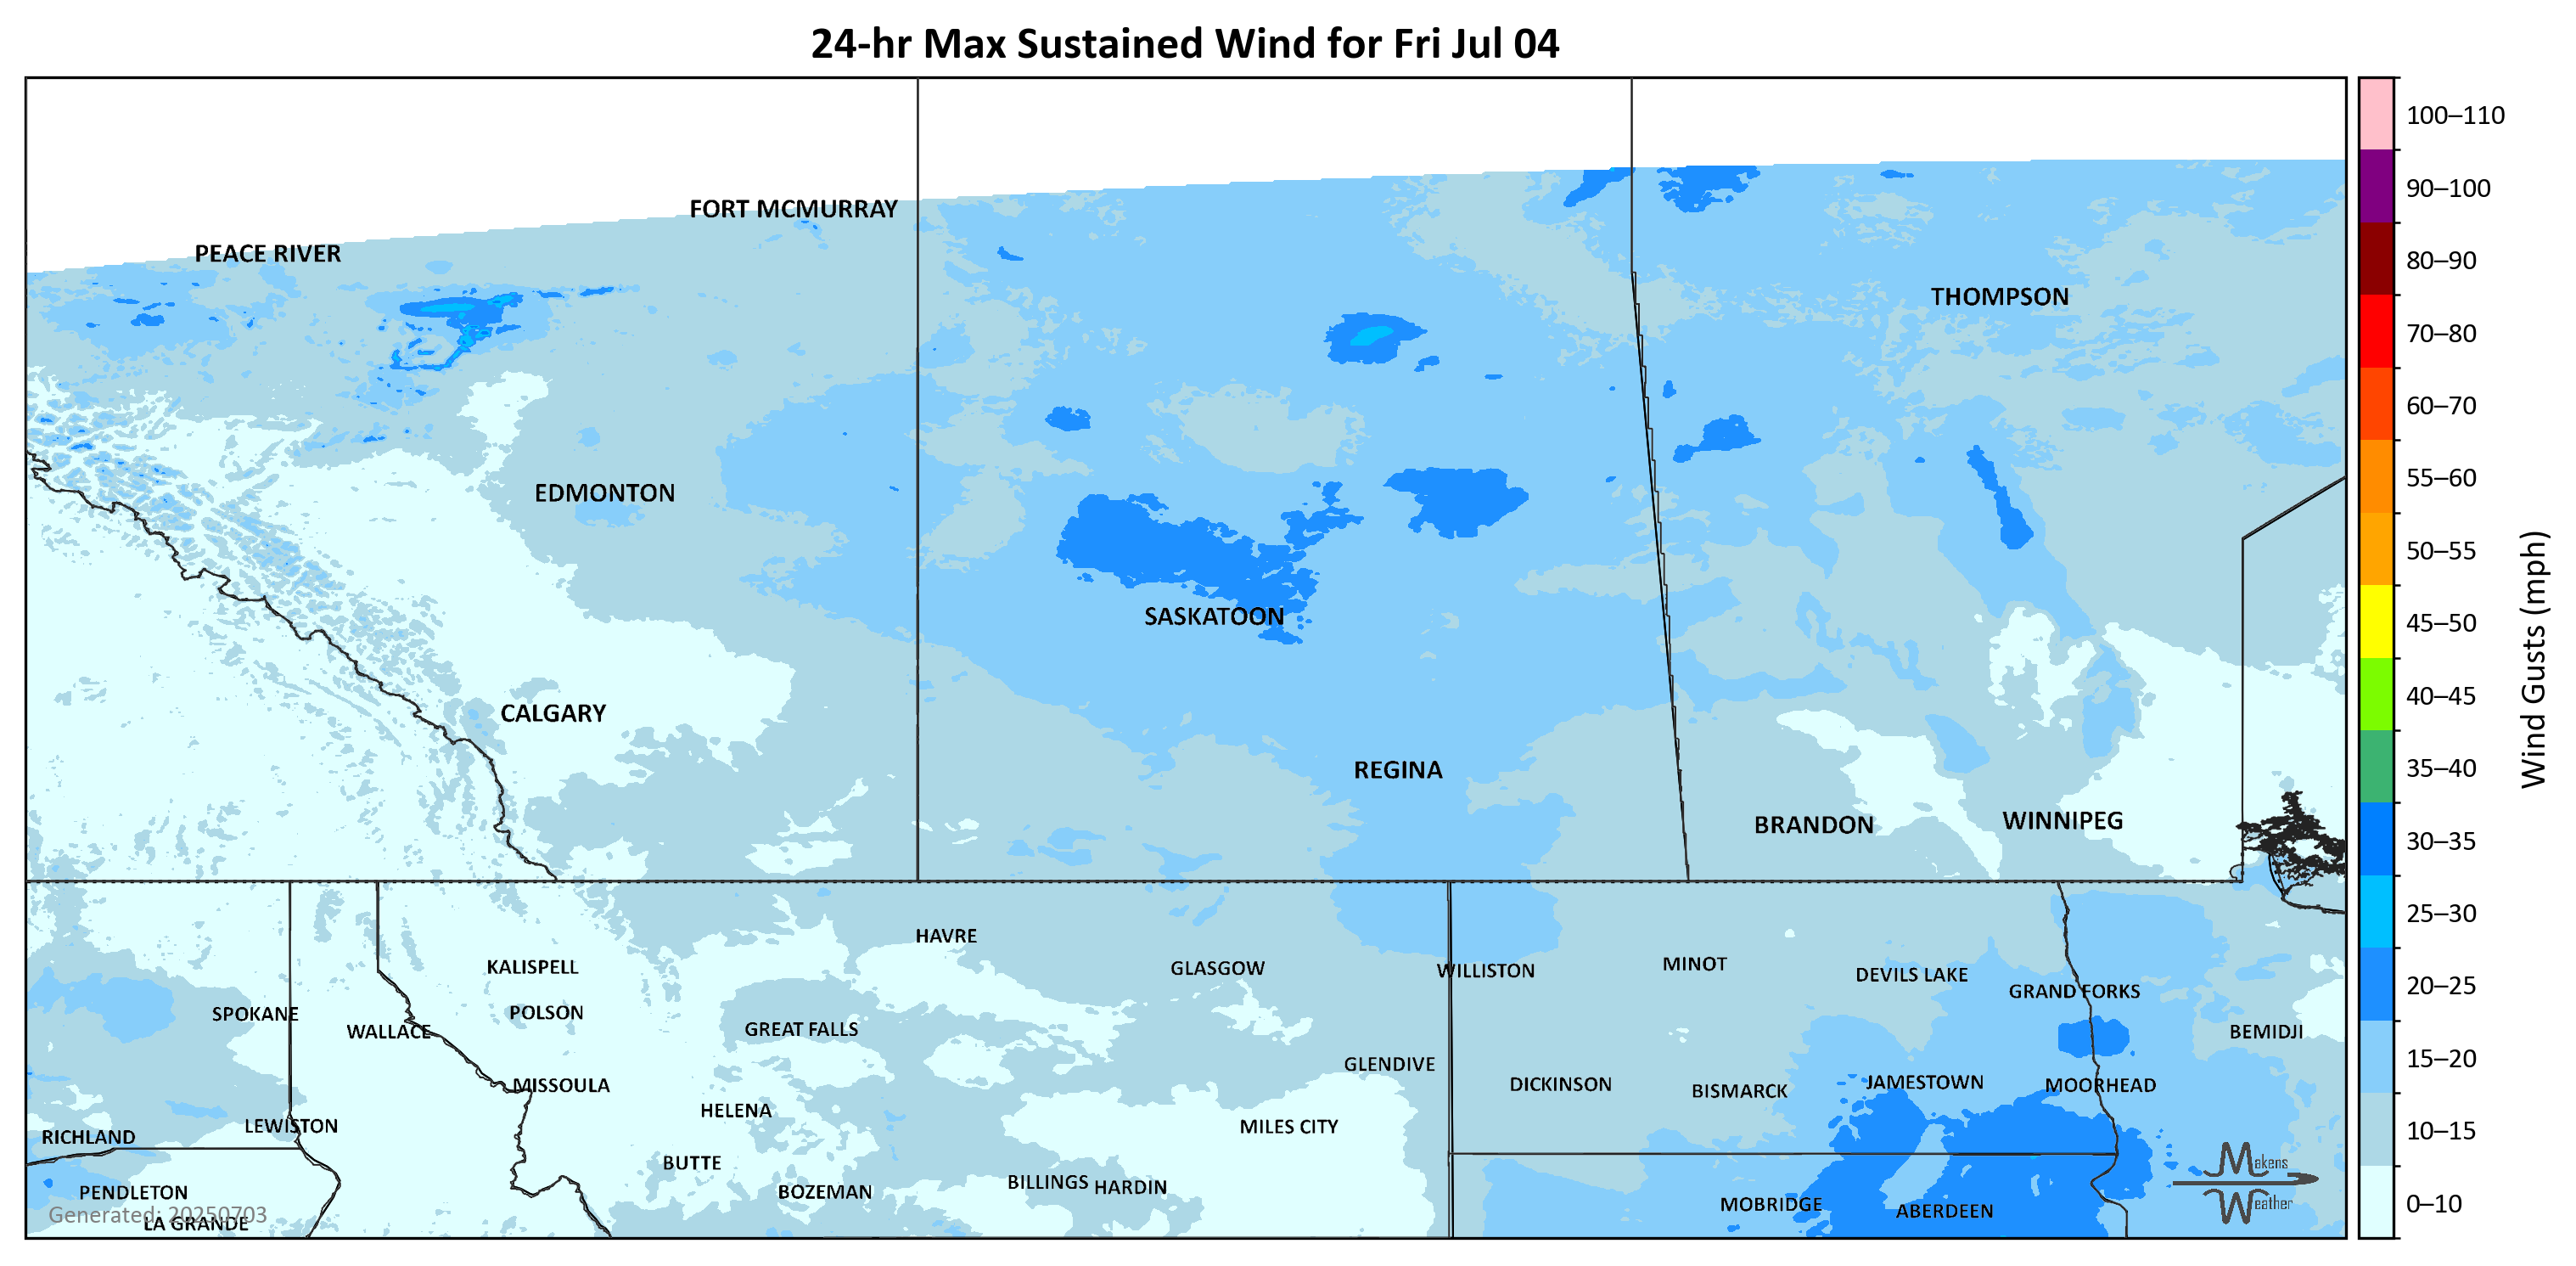 24-hr Max Sustained Wind for Fri Jul 04
FORT MCMURRAY
PEACE RIVER
THOMPSON
EDMONTON
SASKATOON
CALGARY
REGINA
BRANDON
WINNIPEG
HAVRE
KALISPELL
GLASGOW
WILLISTON
MINOT
DEVILS LAKE
GRAND FORKS
SPOKANE
POLSON
WALLACE
GREAT FALLS
BEMIDJI
GLENDIVE
MISSOULA
DICKINSON
BISMARCK
JAMESTOWN
MOORHEAD
HELENA
LEWISTON
MILES CITY
RICHLAND
BUTTE
PENDLETON
BOZEMAN
BILLINGS
HARDIN
MOBRIDGE
ABERDEEN
Generated: 20250703
LA GRANDE
Makens
Weather
100–110
90–100
80–90
70–80
60–70
55–60
50–55
45–50
40–45
35–40
30–35
25–30
20–25
15–20
10–15
0–10
Wind Gusts (mph)